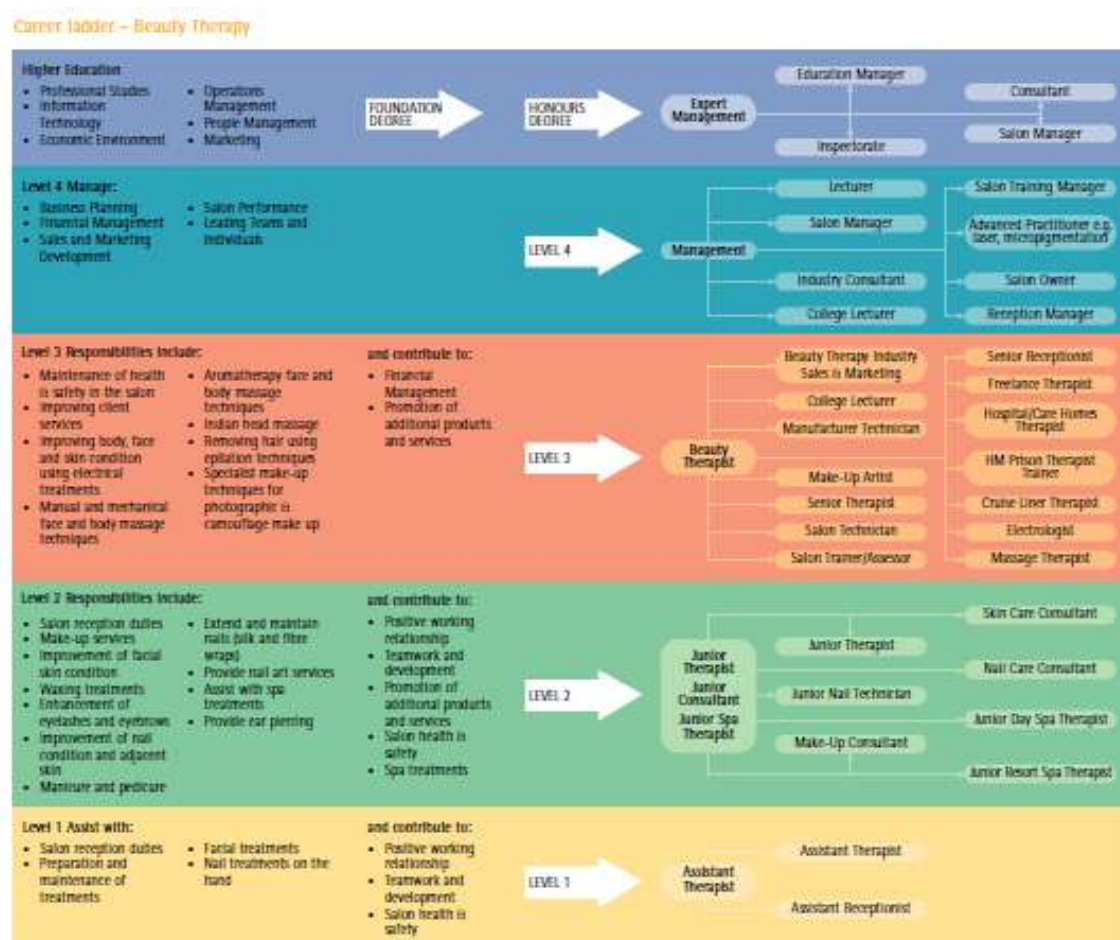 Career ladder – Beauty Therapy
Higher Education
• Professional Studies
• Information
Technology
• Economic Environment
• Operations
Management
• People Management
• Marketing
FOUNDATION
DEGREE
HONOURS
DEGREE
Expert
Management
Education Manager
Inspectorate
Consultant
Salon Manager
Level 4 Manage:
• Business Planning
• Financial Management
• Sales and Marketing
Development
• Salon Performance
• Leading Teams and
Individuals
LEVEL 4
Management
Lecturer
Salon Manager
Industry Consultant
College Lecturer
Salon Training Manager
Advanced Practitioner e.g.
laser, micropigmentation
Salon Owner
Reception Manager
Level 3 Responsibilities Include:
• Maintenance of health
& safety in the salon
• Improving client
services
• Improving body, face
and skin condition
using electrical
treatments
• Manual and mechanical
face and body massage
techniques
• Aromatherapy face and
body massage
techniques
• Indian head massage
• Removing hair using
epilation techniques
• Specialist make-up
techniques for
photographic &
camouflage make up
and contribute to:
• Financial
Management
• Promotion of
additional products
and services
LEVEL 3
Beauty
Therapist
Beauty Therapy Industry
Sales & Marketing
College Lecturer
Manufacturer Technician
Make-Up Artist
Senior Therapist
Salon Technician
Salon Trainer/Assessor
Senior Receptionist
Freelance Therapist
Hospital/Care Homes
Therapist
HM Prison Therapist
Trainer
Cruise Liner Therapist
Electrologist
Massage Therapist
Level 2 Responsibilities Include:
• Salon reception duties
• Make-up services
• Improvement of facial
skin condition
• Waxing treatments
• Enhancement of
eyelashes and eyebrows
• Improvement of nail
condition and adjacent
skin
• Manicure and pedicure
• Extend and maintain
nails (silk and fibre
wraps)
• Provide nail art services
• Assist with spa
treatments
• Provide ear piercing
and contribute to:
• Positive working
relationship
• Teamwork and
development
• Promotion of
additional products
and services
• Salon health &
safety
• Spa treatments
LEVEL 2
Junior
Therapist
Junior
Consultant
Junior Spa
Therapist
Junior Therapist
Junior Nail Technician
Make-Up Consultant
Skin Care Consultant
Nail Care Consultant
Junior Day Spa Therapist
Junior Resort Spa Therapist
Level 1 Assist with:
• Salon reception duties
• Preparation and
maintenance of
treatments
• Facial treatments
• Nail treatments on the
hand
and contribute to:
• Positive working
relationship
• Teamwork and
development
• Salon health &
safety
LEVEL 1
Assistant
Therapist
Assistant Therapist
Assistant Receptionist